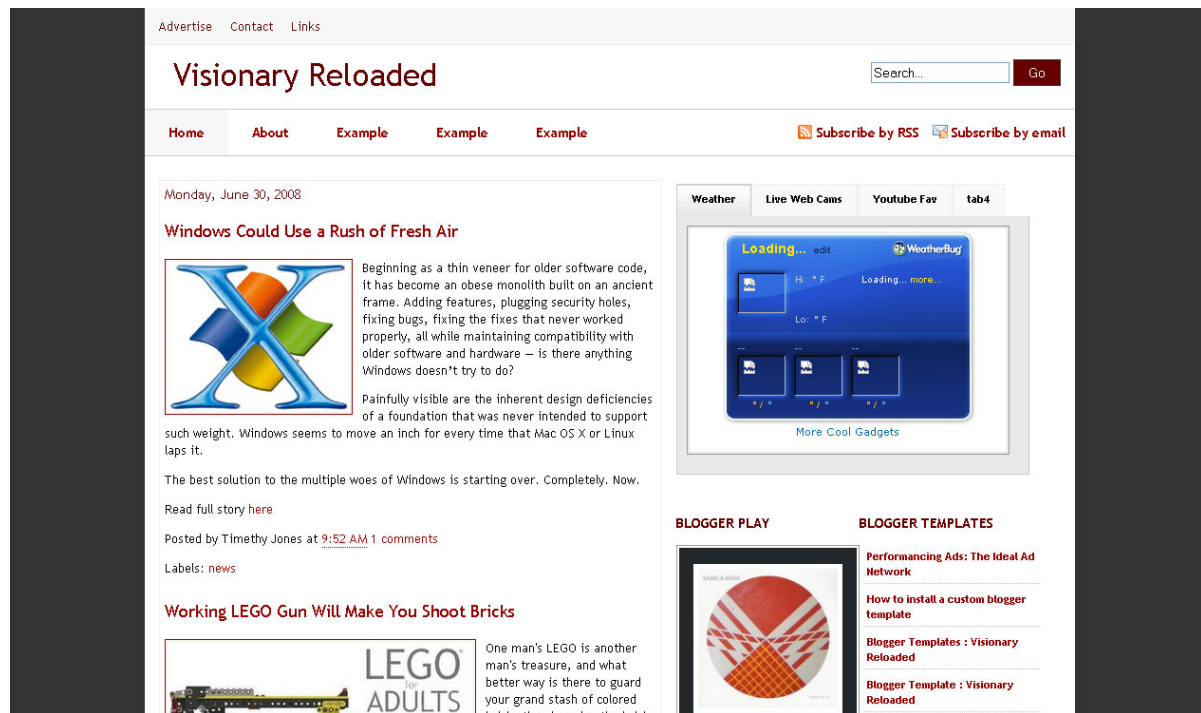 Advertise Contact Links
Visionary Reloaded
Search... Go
Home About Example Example Example
Subscribe by RSS Subscribe by email
Monday, June 30, 2008
Windows Could Use a Rush of Fresh Air
Beginning as a thin veneer for older software code,
it has become an obese monolith built on an ancient
frame. Adding features, plugging security holes,
fixing bugs, fixing the fixes that never worked
properly, all while maintaining compatibility with
older software and hardware — is there anything
Windows doesn't try to do?
Painfully visible are the inherent design deficiencies
of a foundation that was never intended to support
such weight. Windows seems to move an inch for every time that Mac OS X or Linux
laps it.
The best solution to the multiple woes of Windows is starting over. Completely. Now.
Read full story here
Posted by Timethy Jones at 9:52 AM 1 comments
Labels: news
Working LEGO Gun Will Make You Shoot Bricks
LEGO
for
ADULTS
One man's LEGO is another
man's treasure, and what
better way is there to guard
your grand stash of colored
Weather Live Web Cams Youtube Fav tab4
Loading... edit WeatherBug
Hi: ° F Loading... more...
Lo: ° F
-- -- --
° / ° ° / ° ° / °
More Cool Gadgets
BLOGGER PLAY
BLOGGER TEMPLATES
Performancing Ads: The Ideal Ad
Network
How to install a custom blogger
template
Blogger Templates : Visionary
Reloaded
Blogger Template : Visionary
Reloaded